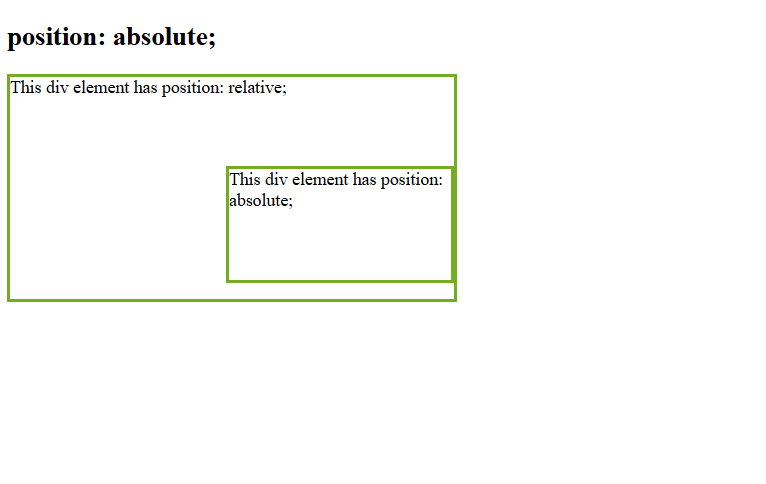 position: absolute;
This div element has position: relative;
This div element has position:
absolute;